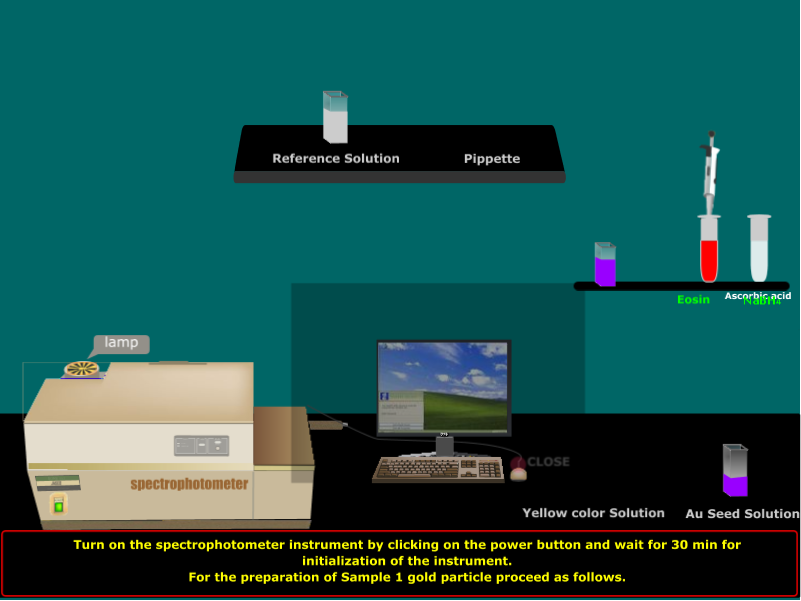 Reference Solution
Pippette
Eosin
Ascorbic acid
lamp
CLOSE
spectrophotometer
Yellow color Solution
Au Seed Solution
Turn on the spectrophotometer instrument by clicking on the power button and wait for 30 min for
initialization of the instrument.
For the preparation of Sample 1 gold particle proceed as follows.